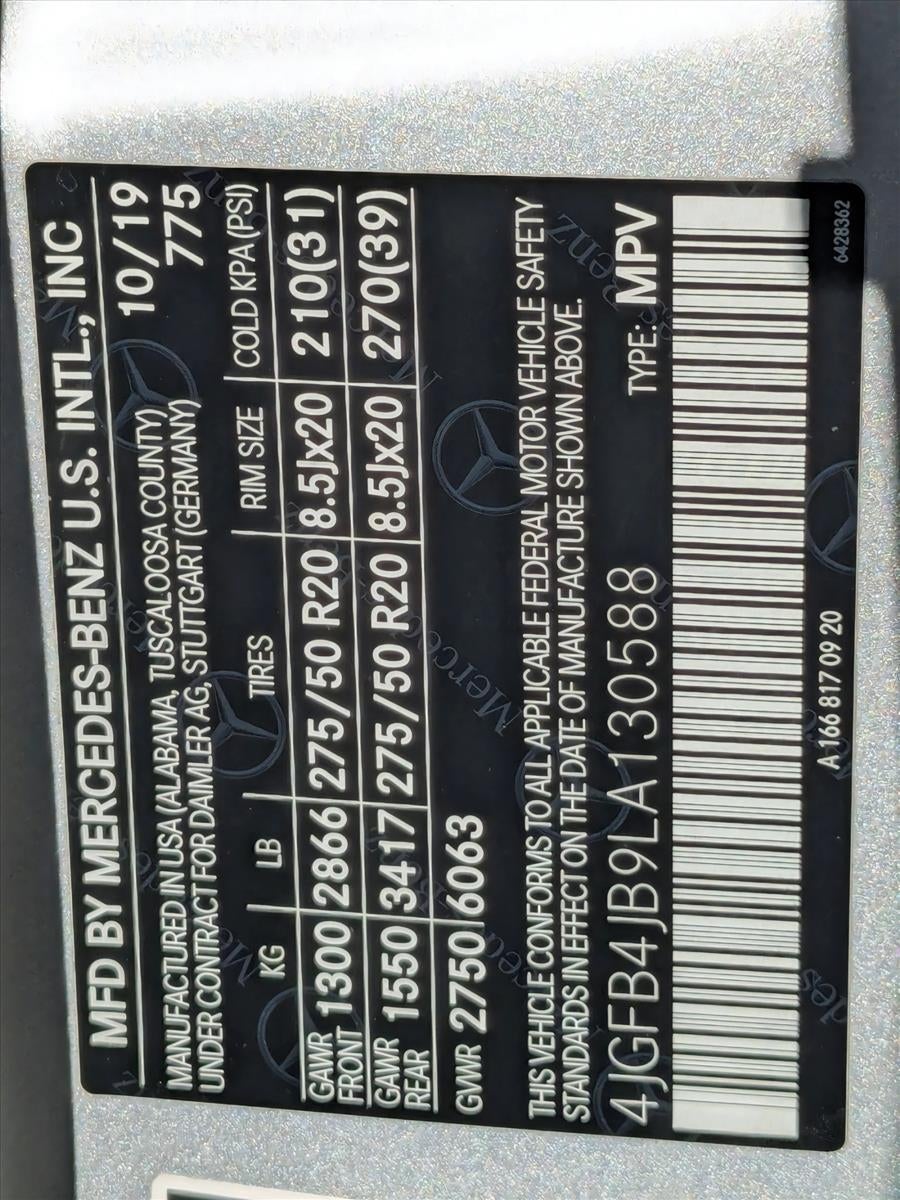 MFD BY MERCEDES-BENZ U.S. INTL., INC
10/19
MANUFACTURED IN USA (ALABAMA, TUSCALOOSA COUNTY)
775
UNDER CONTRACT FOR DAIMLER AG, STUTTGART (GERMANY)
KG LB TIRES RIM SIZE COLD KPA (PSI)
GAWR FRONT 1300 2866 275/50 R20 8.5Jx20 210(31)
GAWR REAR 1550 3417 275/50 R20 8.5Jx20 270(39)
GVWR 2750 6063
THIS VEHICLE CONFORMS TO ALL APPLICABLE FEDERAL MOTOR VEHICLE SAFETY
STANDARDS IN EFFECT ON THE DATE OF MANUFACTURE SHOWN ABOVE.
4JGFB4JB9LA130588 TYPE: MPV
A 166 817 09 20 6428362